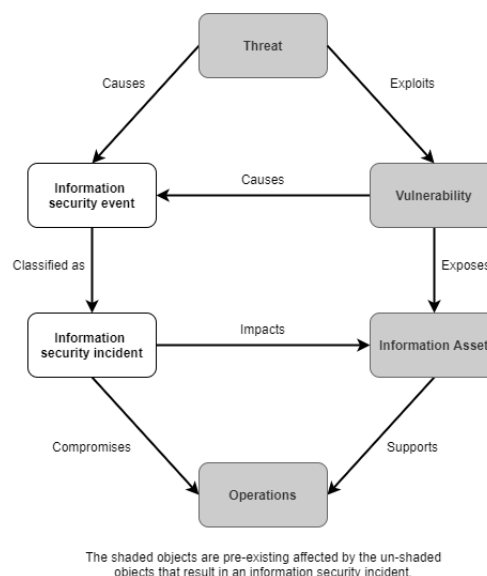 Threat
Causes
Exploits
Information
security event
Causes
Vulnerability
Classified as
Exposes
Information
security incident
Impacts
Information Asset
Compromises
Supports
Operations
The shaded objects are pre-existing affected by the un-shaded
objects that result in an information security incident.